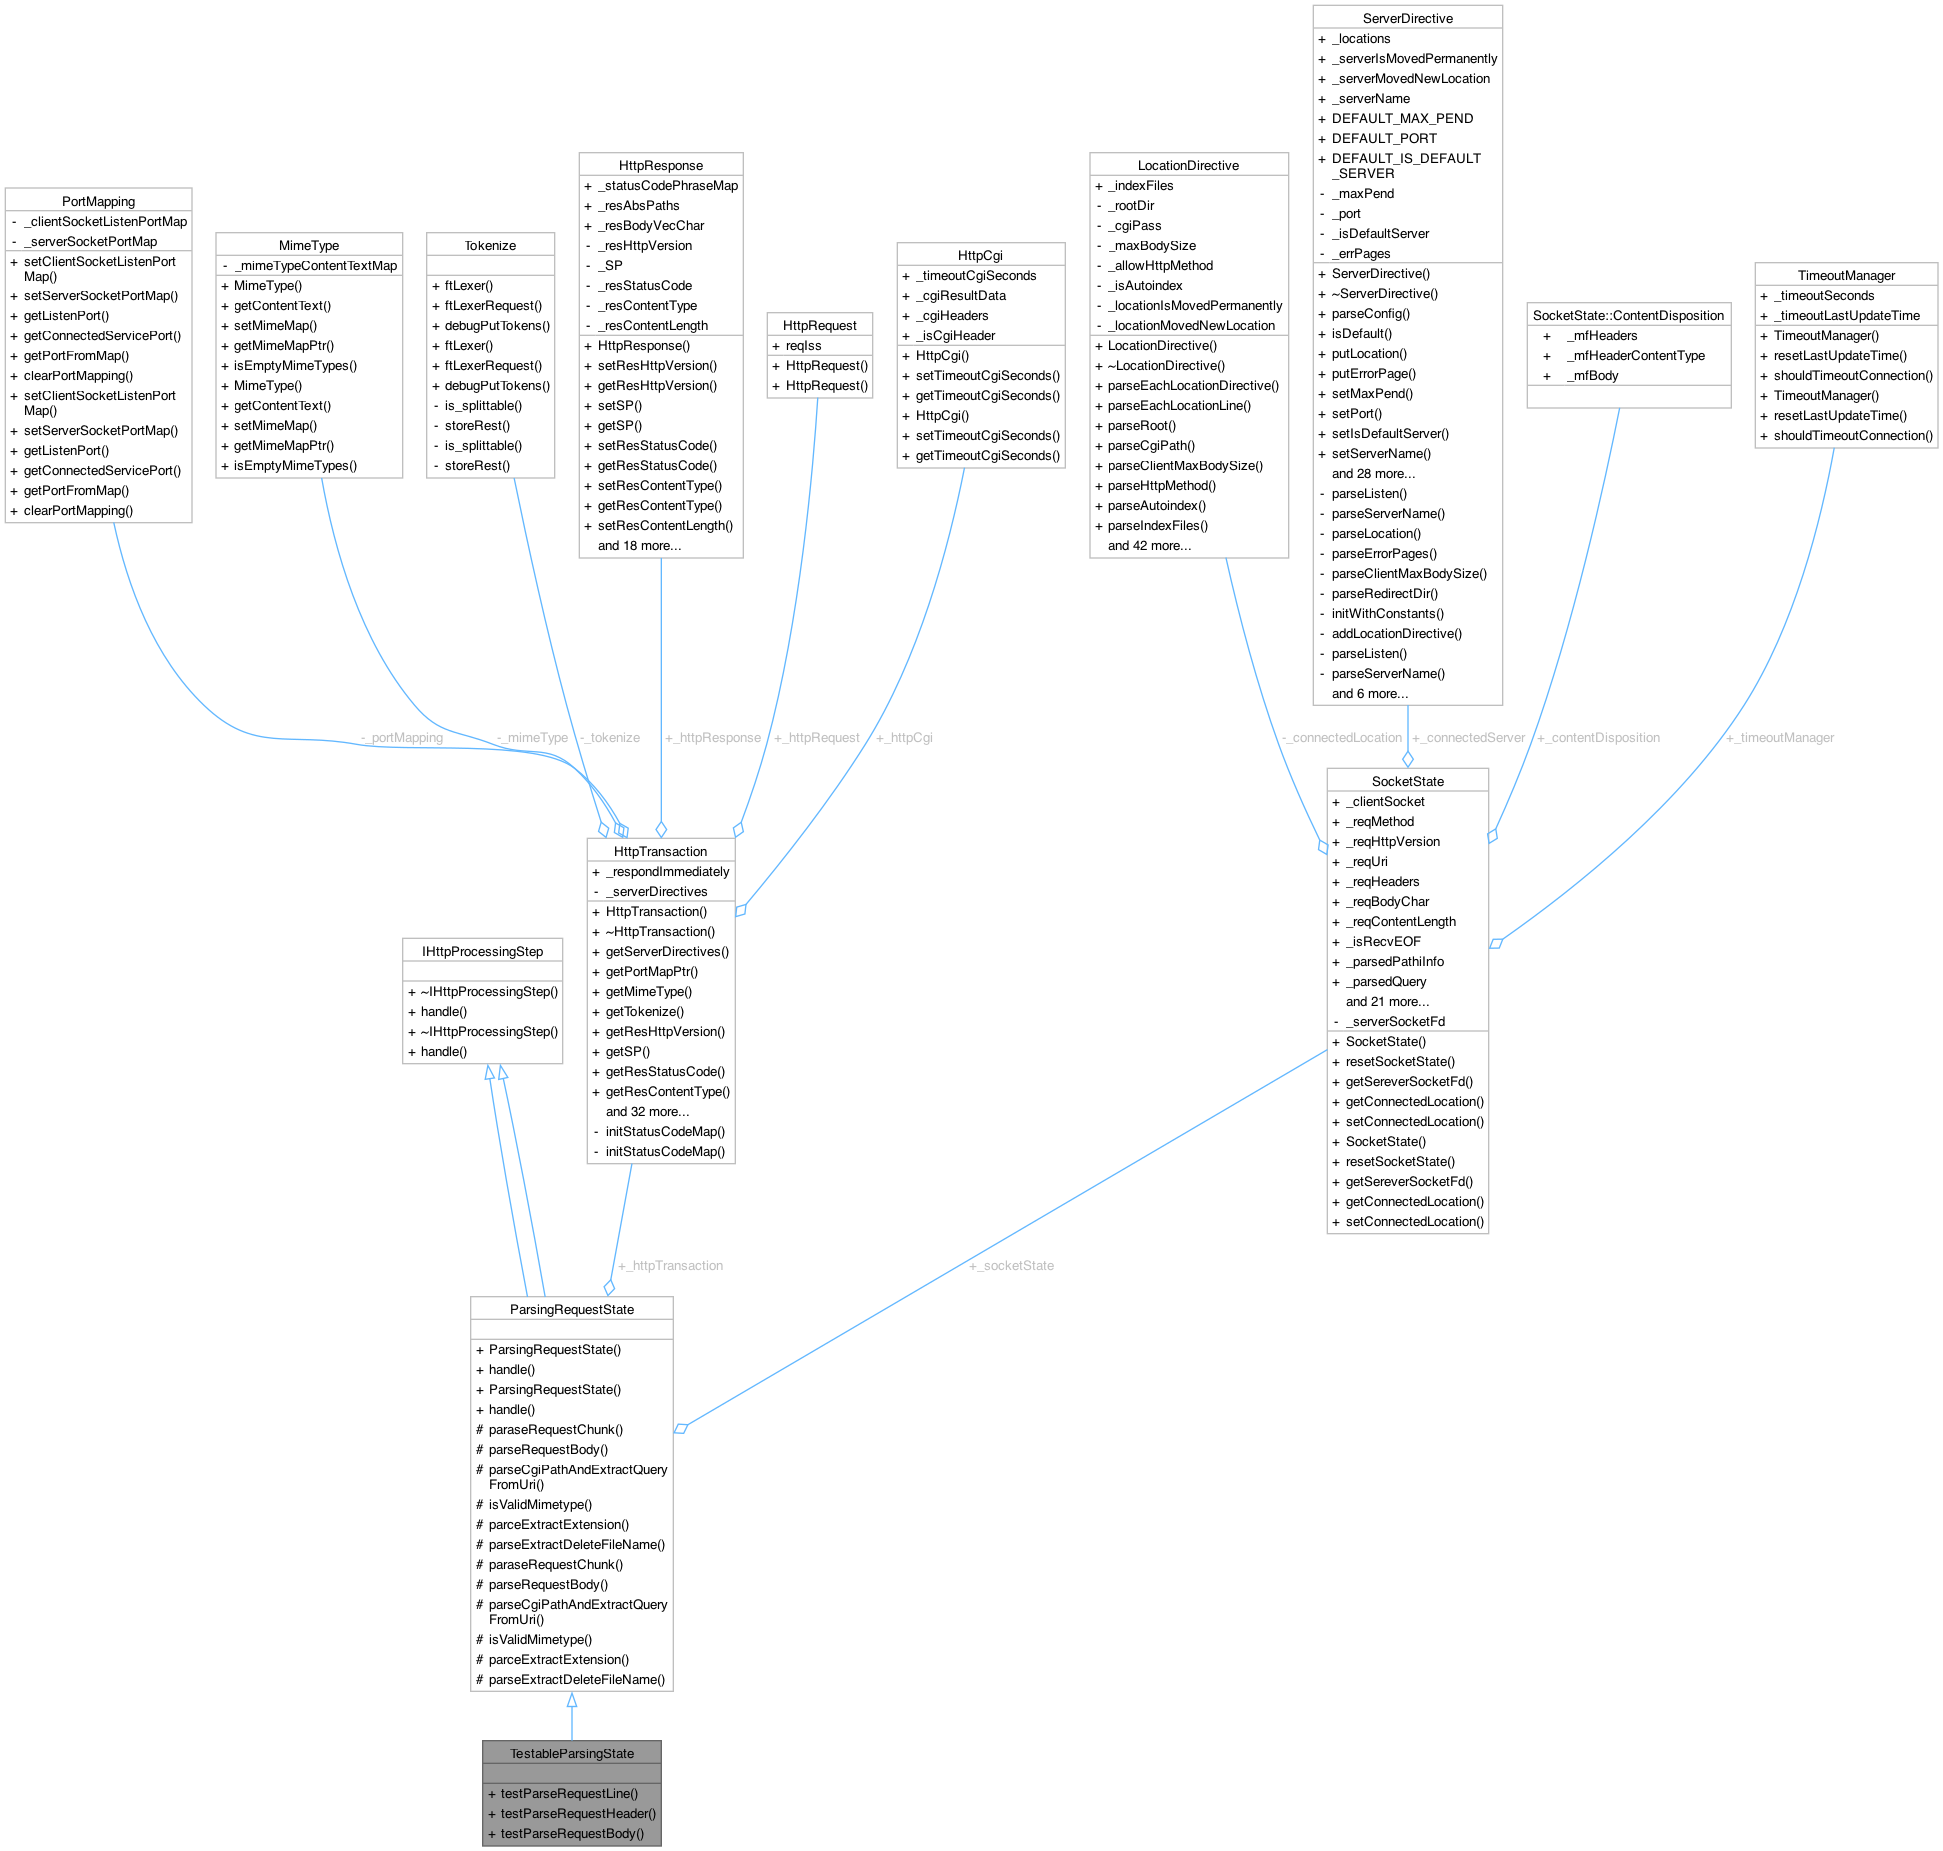 ServerDirective
+ _locations
+ _serverIsMovedPermanently
+ _serverMovedNewLocation
+ _serverName
+ DEFAULT_MAX_PEND
+ DEFAULT_PORT
+ DEFAULT_IS_DEFAULT
_SERVER
- _maxPend
- _port
- _isDefaultServer
- _errPages
+ ServerDirective()
+ ~ServerDirective()
+ parseConfig()
+ isDefault()
+ putLocation()
+ putErrorPage()
+ setMaxPend()
+ setPort()
+ setIsDefaultServer()
+ setServerName()
and 28 more...
- parseListen()
- parseServerName()
- parseLocation()
- parseErrorPages()
- parseClientMaxBodySize()
- parseRedirectDir()
- initWithConstants()
- addLocationDirective()
- parseListen()
- parseServerName()
and 6 more...
PortMapping
- _clientSocketListenPortMap
- _serverSocketPortMap
+ setClientSocketListenPort
Map()
+ setServerSocketPortMap()
+ getListenPort()
+ getConnectedServicePort()
+ getPortFromMap()
+ clearPortMapping()
+ setClientSocketListenPort
Map()
+ setServerSocketPortMap()
+ getListenPort()
+ getConnectedServicePort()
+ getPortFromMap()
+ clearPortMapping()
MimeType
- _mimeTypeContentTextMap
+ MimeType()
+ getContentText()
+ setMimeMap()
+ getMimeMapPtr()
+ isEmptyMimeTypes()
+ MimeType()
+ getContentText()
+ setMimeMap()
+ getMimeMapPtr()
+ isEmptyMimeTypes()
Tokenize
+ ftLexer()
+ ftLexerRequest()
+ debugPutTokens()
+ ftLexer()
+ ftLexerRequest()
+ debugPutTokens()
- is_splittable()
- storeRest()
- is_splittable()
- storeRest()
HttpResponse
+ _statusCodePhraseMap
+ _resAbsPaths
+ _resBodyVecChar
- _resHttpVersion
- _SP
- _resStatusCode
- _resContentType
- _resContentLength
+ HttpResponse()
+ setResHttpVersion()
+ getResHttpVersion()
+ setSP()
+ getSP()
+ setResStatusCode()
+ getResStatusCode()
+ setResContentType()
+ getResContentType()
+ setResContentLength()
and 18 more...
HttpRequest
+ reqIss
+ HttpRequest()
+ HttpRequest()
HttpCgi
+ _timeoutCgiSeconds
+ _cgiResultData
+ _cgiHeaders
+ _isCgiHeader
+ HttpCgi()
+ setTimeoutCgiSeconds()
+ getTimeoutCgiSeconds()
+ HttpCgi()
+ setTimeoutCgiSeconds()
+ getTimeoutCgiSeconds()
LocationDirective
+ _indexFiles
- _rootDir
- _cgiPass
- _maxBodySize
- _allowHttpMethod
- _isAutoindex
- _locationIsMovedPermanently
- _locationMovedNewLocation
+ LocationDirective()
+ ~LocationDirective()
+ parseEachLocationDirective()
+ parseEachLocationLine()
+ parseRoot()
+ parseCgiPath()
+ parseClientMaxBodySize()
+ parseHttpMethod()
+ parseAutoindex()
+ parseIndexFiles()
and 42 more...
SocketState::ContentDisposition
+ _mfHeaders
+ _mfHeaderContentType
+ _mfBody
TimeoutManager
+ _timeoutSeconds
+ _timeoutLastUpdateTime
+ TimeoutManager()
+ resetLastUpdateTime()
+ shouldTimeoutConnection()
+ TimeoutManager()
+ resetLastUpdateTime()
+ shouldTimeoutConnection()
-_portMapping
-_mimeType
-_tokenize
+_httpResponse
+_httpRequest
+_httpCgi
-_connectedLocation
+_connectedServer
+_contentDisposition
+_timeoutManager
HttpTransaction
+ _respondImmediately
- _serverDirectives
+ HttpTransaction()
+ ~HttpTransaction()
+ getServerDirectives()
+ getPortMapPtr()
+ getMimeType()
+ getTokenize()
+ getResHttpVersion()
+ getSP()
+ getResStatusCode()
+ getResContentType()
and 32 more...
- initStatusCodeMap()
- initStatusCodeMap()
SocketState
+ _clientSocket
+ _reqMethod
+ _reqHttpVersion
+ _reqUri
+ _reqHeaders
+ _reqBodyChar
+ _reqContentLength
+ _isRecvEOF
+ _parsedPathiInfo
+ _parsedQuery
and 21 more...
- _serverSocketFd
+ SocketState()
+ resetSocketState()
+ getSereverSocketFd()
+ getConnectedLocation()
+ setConnectedLocation()
+ SocketState()
+ resetSocketState()
+ getSereverSocketFd()
+ getConnectedLocation()
+ setConnectedLocation()
IHttpProcessingStep
+ ~IHttpProcessingStep()
+ handle()
+ ~IHttpProcessingStep()
+ handle()
+_httpTransaction
+_socketState
ParsingRequestState
+ ParsingRequestState()
+ handle()
+ ParsingRequestState()
+ handle()
# paraseRequestChunk()
# parseRequestBody()
# parseCgiPathAndExtractQuery
FromUri()
# isValidMimetype()
# parceExtractExtension()
# parseExtractDeleteFileName()
# paraseRequestChunk()
# parseRequestBody()
# parseCgiPathAndExtractQuery
FromUri()
# isValidMimetype()
# parceExtractExtension()
# parseExtractDeleteFileName()
TestableParsingState
+ testParseRequestLine()
+ testParseRequestHeader()
+ testParseRequestBody()